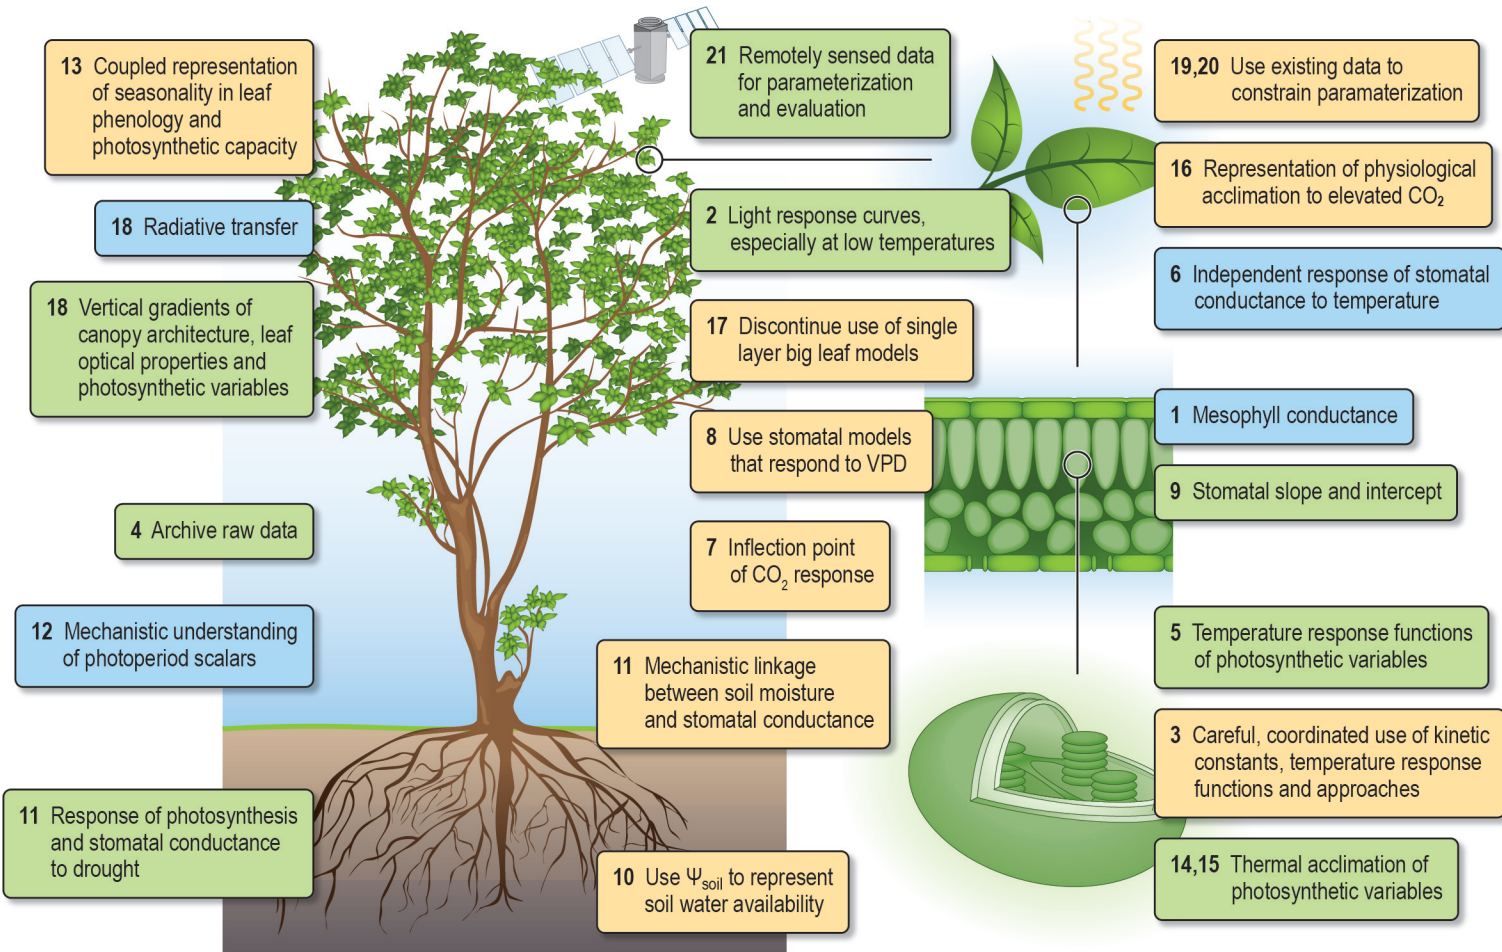 13 Coupled representation
of seasonality in leaf
phenology and
photosynthetic capacity
18 Radiative transfer
18 Vertical gradients of
canopy architecture, leaf
optical properties and
photosynthetic variables
4 Archive raw data
12 Mechanistic understanding
of photoperiod scalars
11 Response of photosynthesis
and stomatal conductance
to drought
21 Remotely sensed data
for parameterization
and evaluation
2 Light response curves,
especially at low temperatures
17 Discontinue use of single
layer big leaf models
8 Use stomatal models
that respond to VPD
7 Inflection point
of CO₂ response
11 Mechanistic linkage
between soil moisture
and stomatal conductance
10 Use Ψsoil to represent
soil water availability
19,20 Use existing data to
constrain paramaterization
16 Representation of physiological
acclimation to elevated CO₂
6 Independent response of stomatal
conductance to temperature
1 Mesophyll conductance
9 Stomatal slope and intercept
5 Temperature response functions
of photosynthetic variables
3 Careful, coordinated use of kinetic
constants, temperature response
functions and approaches
14,15 Thermal acclimation of
photosynthetic variables